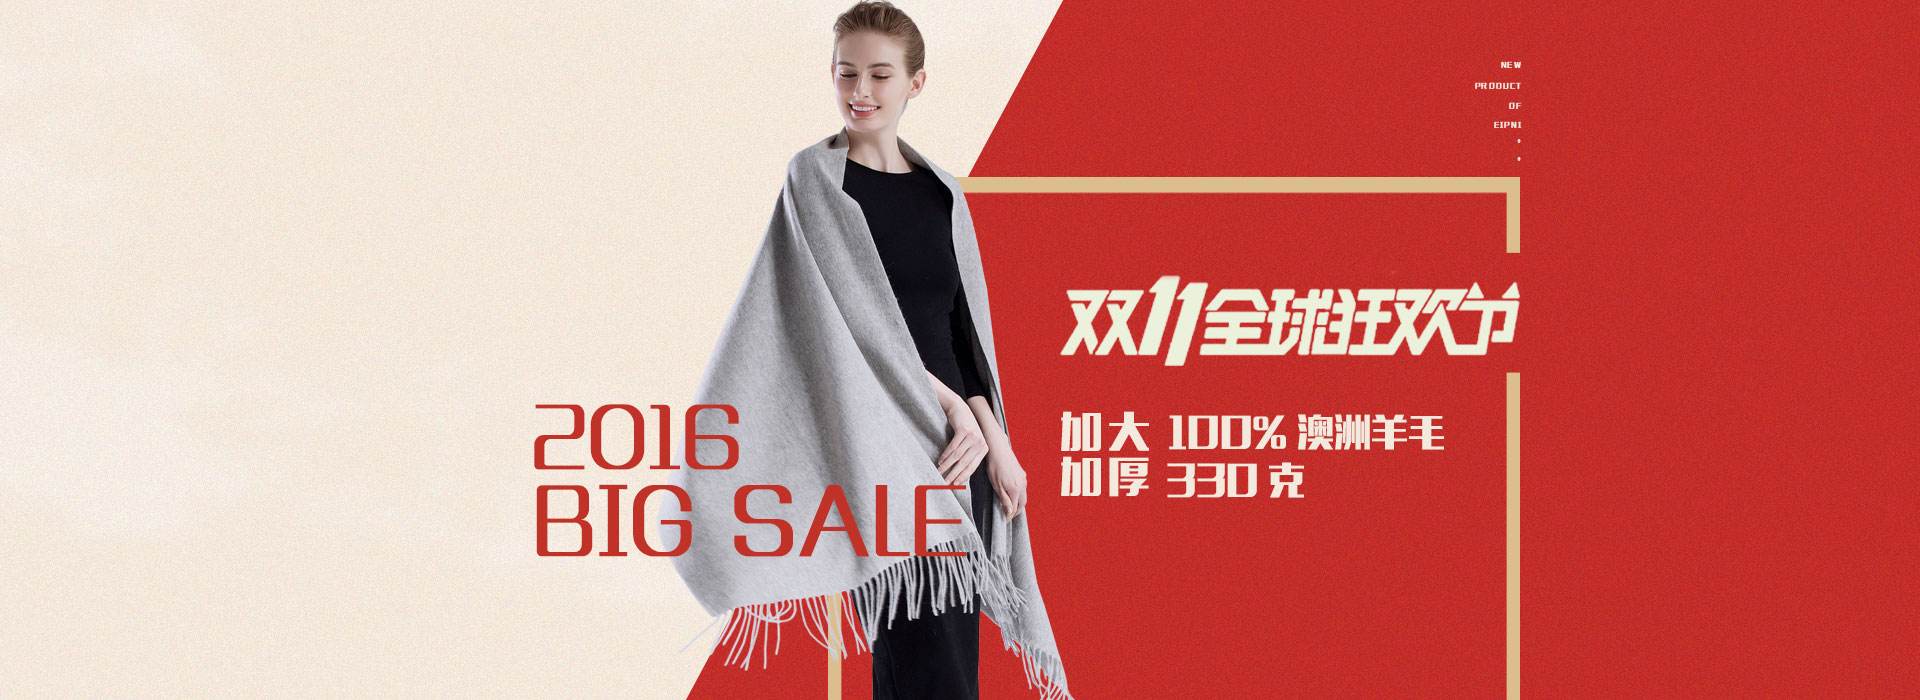 NEW
PRODUCT
OF
EIPNI
双11全球狂欢节
加大 100% 澳洲羊毛
加厚 330 克
2016
BIG SALE